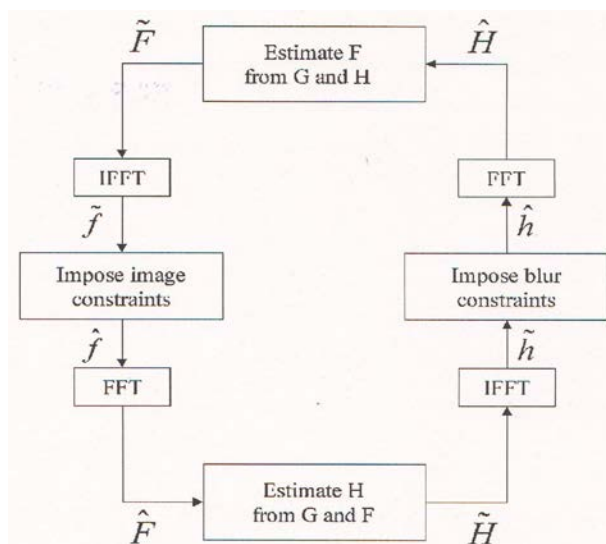 F̃
Estimate F
from G and H
Ĥ
IFFT
FFT
f̃
ĥ
Impose image
constraints
Impose blur
constraints
f̂
h̃
FFT
IFFT
Estimate H
from G and F
F̂
H̃